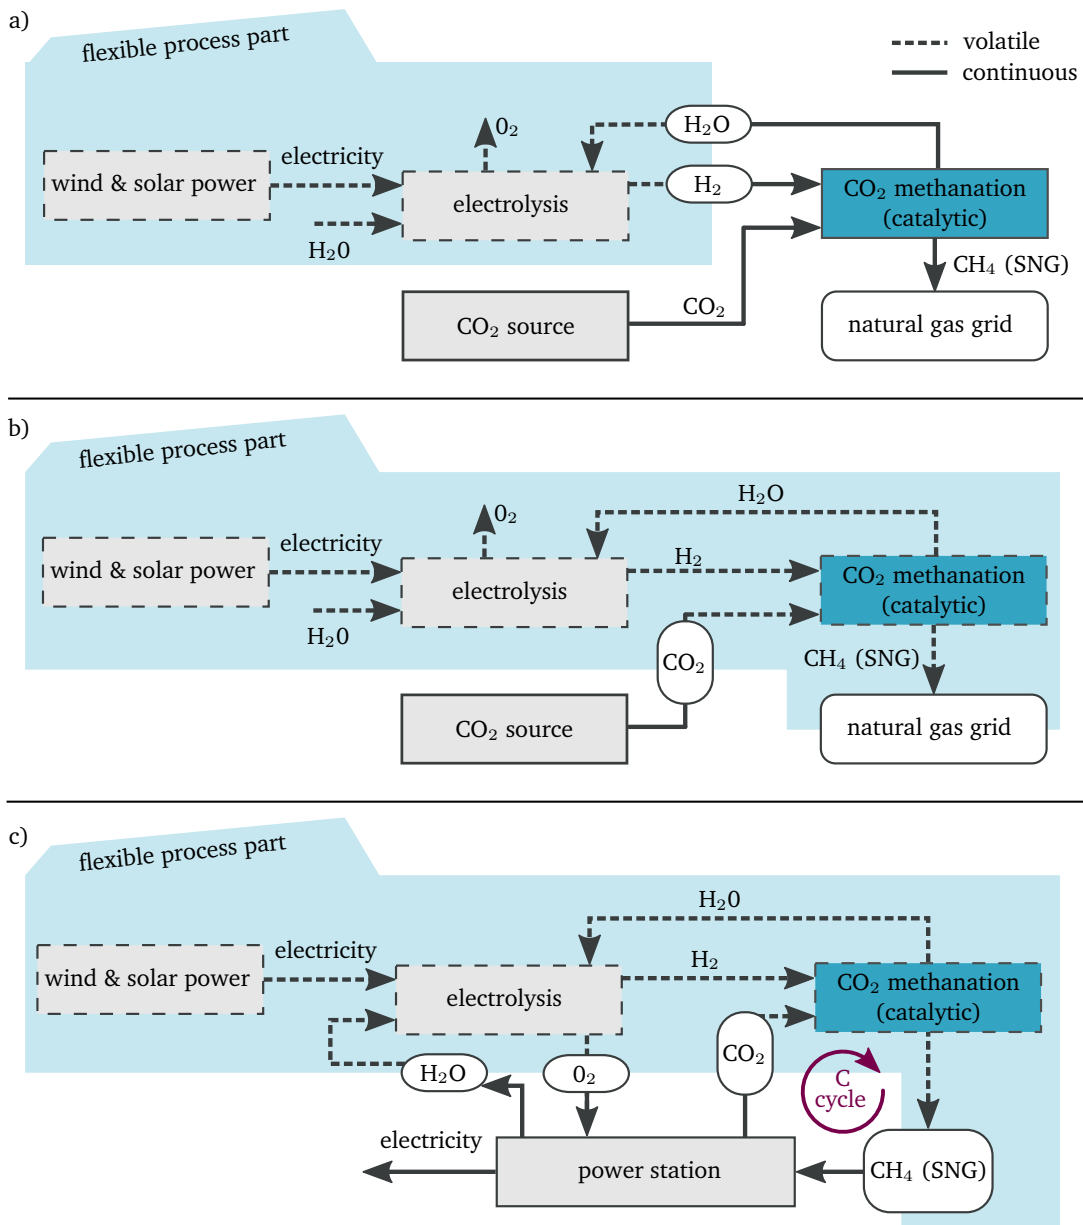 a)
flexible process part
volatile
continuous
H₂O
O₂
electricity
wind & solar power
electrolysis
H₂
CO₂ methanation
(catalytic)
H₂0
CH₄ (SNG)
CO₂
CO₂ source
natural gas grid
b)
flexible process part
H₂O
0₂
electricity
H₂
wind & solar power
electrolysis
CO₂ methanation
(catalytic)
H₂0
CO₂
CH₄ (SNG)
CO₂ source
natural gas grid
c)
flexible process part
H₂0
electricity
H₂
wind & solar power
electrolysis
CO₂ methanation
(catalytic)
CO₂
H₂O
0₂
C
cycle
electricity
power station
CH₄ (SNG)